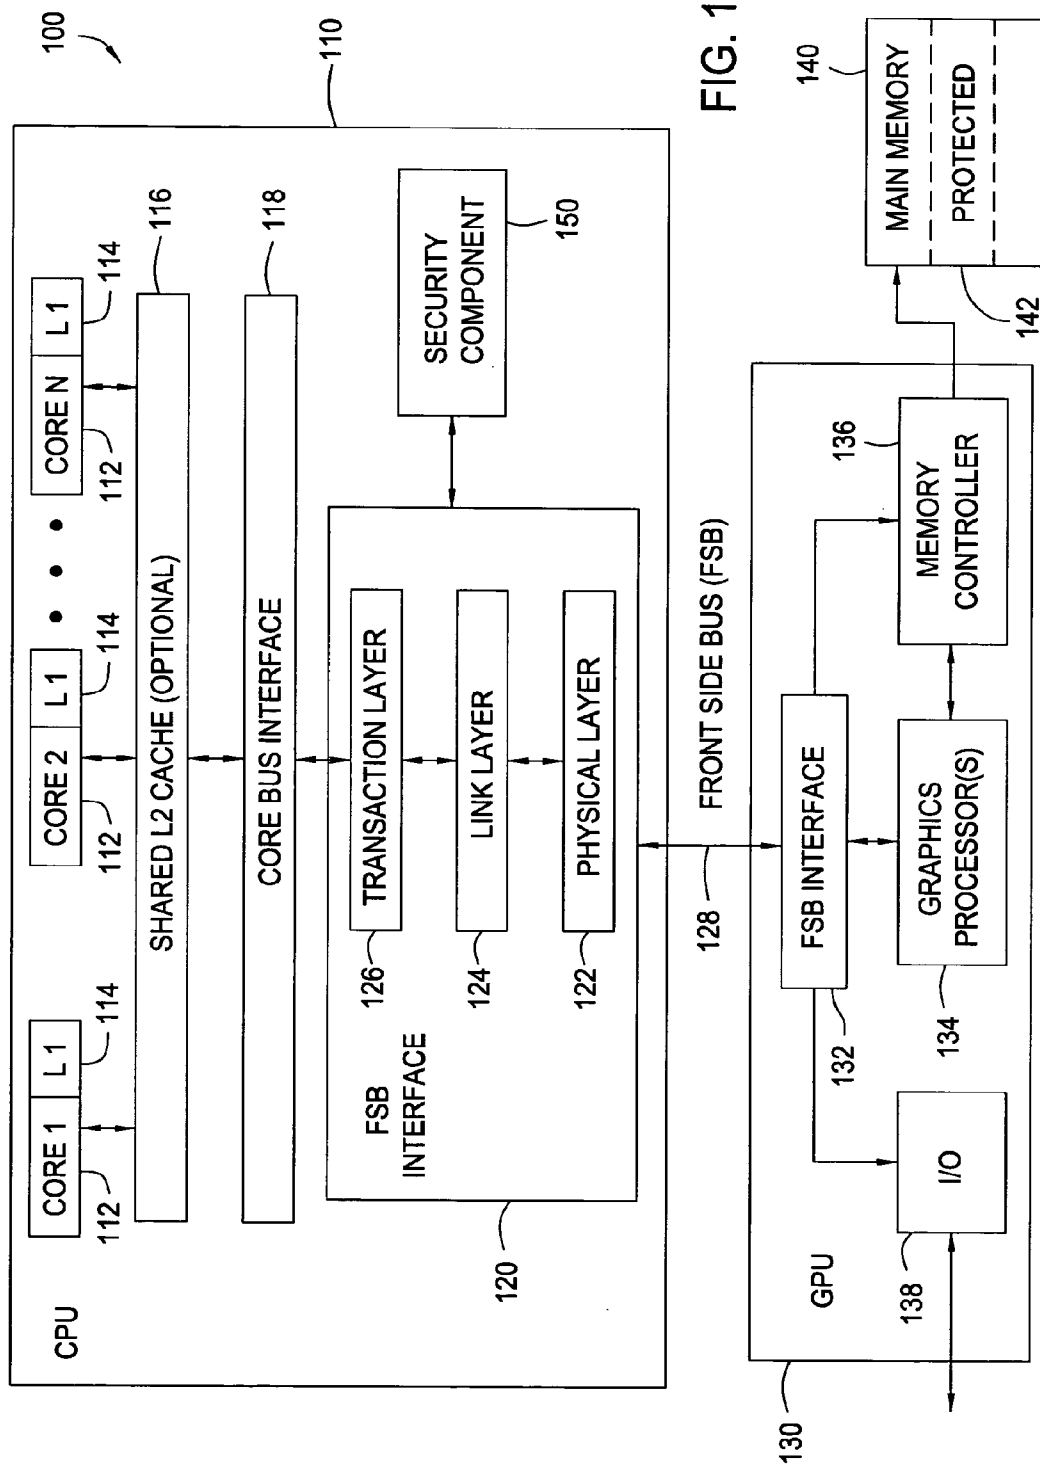 100
CPU
110
CORE 1
L1
CORE 2
L1
CORE N
L1
112
114
112
114
112
114
SHARED L2 CACHE (OPTIONAL)
116
CORE BUS INTERFACE
118
FSB
INTERFACE
120
TRANSACTION LAYER
126
LINK LAYER
124
PHYSICAL LAYER
122
SECURITY
COMPONENT
150
128
FRONT SIDE BUS (FSB)
FIG. 1
130
GPU
FSB INTERFACE
132
I/O
138
GRAPHICS
PROCESSOR(S)
134
MEMORY
CONTROLLER
136
140
MAIN MEMORY
PROTECTED
142